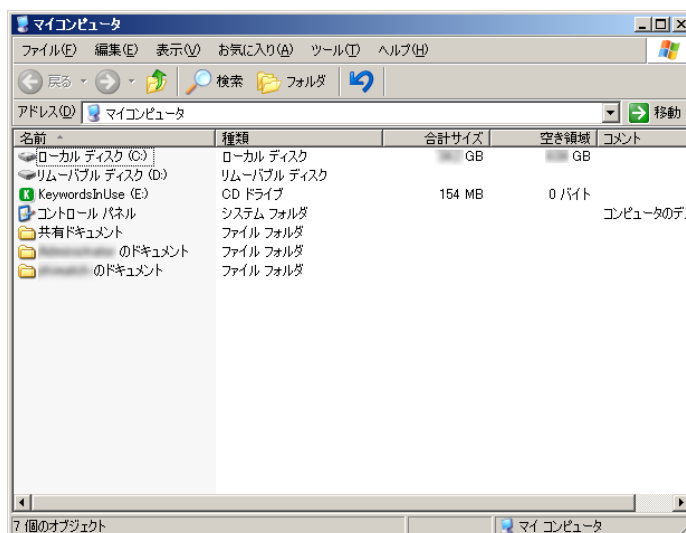 マイコンピュータ
ファイル(F) 編集(E) 表示(V) お気に入り(A) ツール(T) ヘルプ(H)
戻る 検索 フォルダ
アドレス(D) マイコンピュータ 移動
名前 種類 合計サイズ 空き領域 コメント
ローカル ディスク (C:) ローカル ディスク GB GB
リムーバブル ディスク (D:) リムーバブル ディスク
KeywordsInUse (E:) CD ドライブ 154 MB 0 バイト
コントロール パネル システム フォルダ コンピュータのデ
共有ドキュメント ファイル フォルダ
のドキュメント ファイル フォルダ
のドキュメント ファイル フォルダ
7 個のオブジェクト マイ コンピュータ